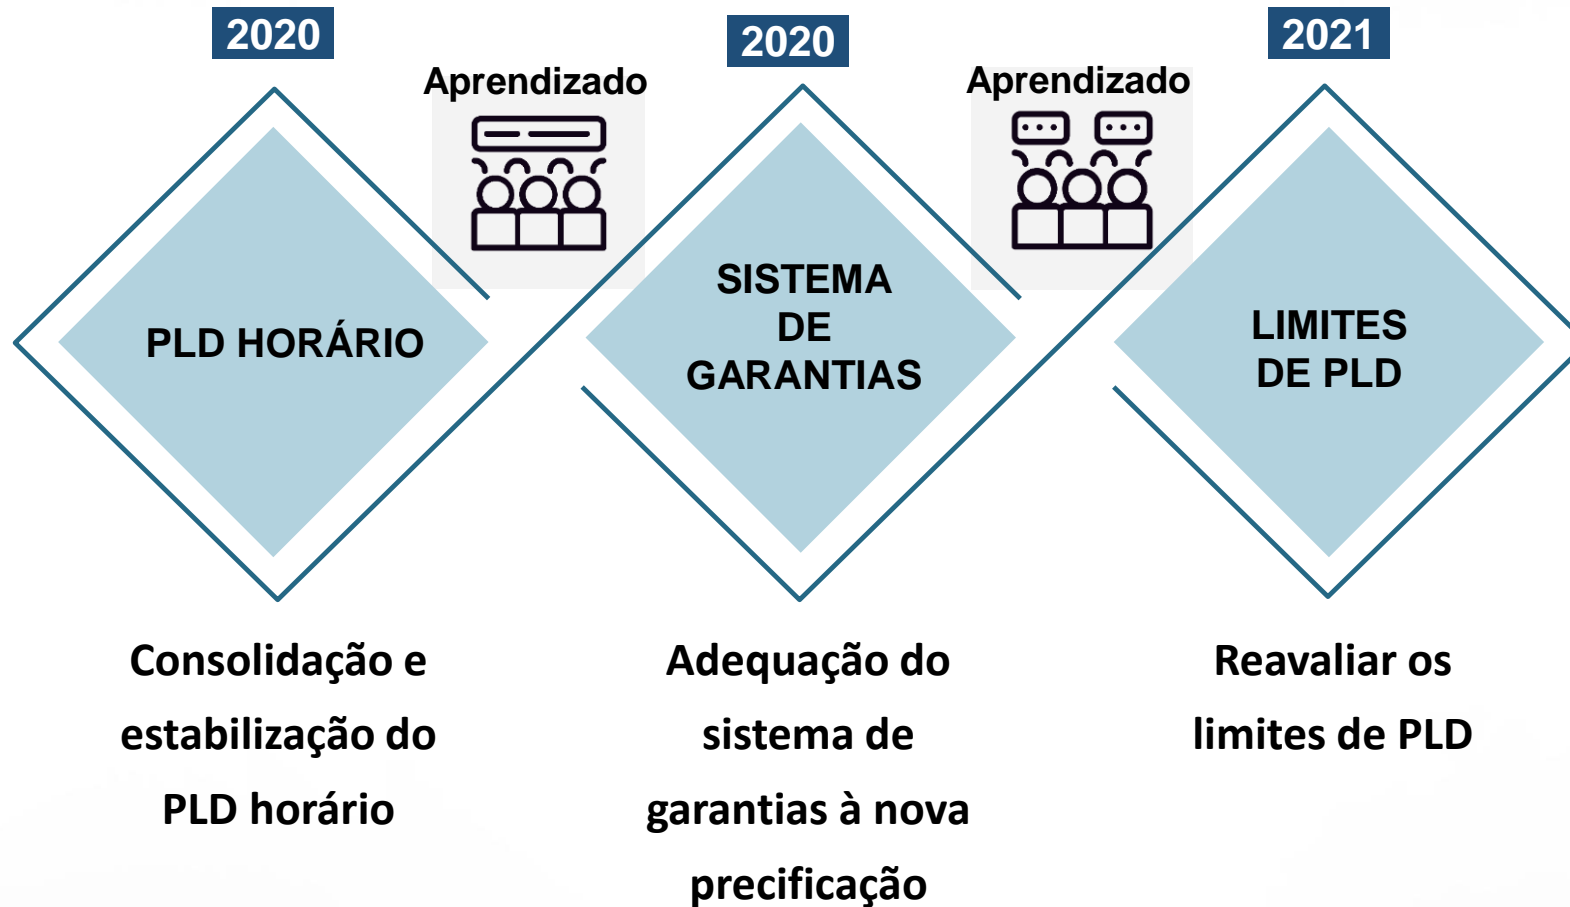 2020
PLD HORÁRIO
Consolidação e
estabilização do
PLD horário
Aprendizado
2020
SISTEMA
DE
GARANTIAS
Adequação do
sistema de
garantias à nova
precificação
Aprendizado
2021
LIMITES
DE PLD
Reavaliar os
limites de PLD